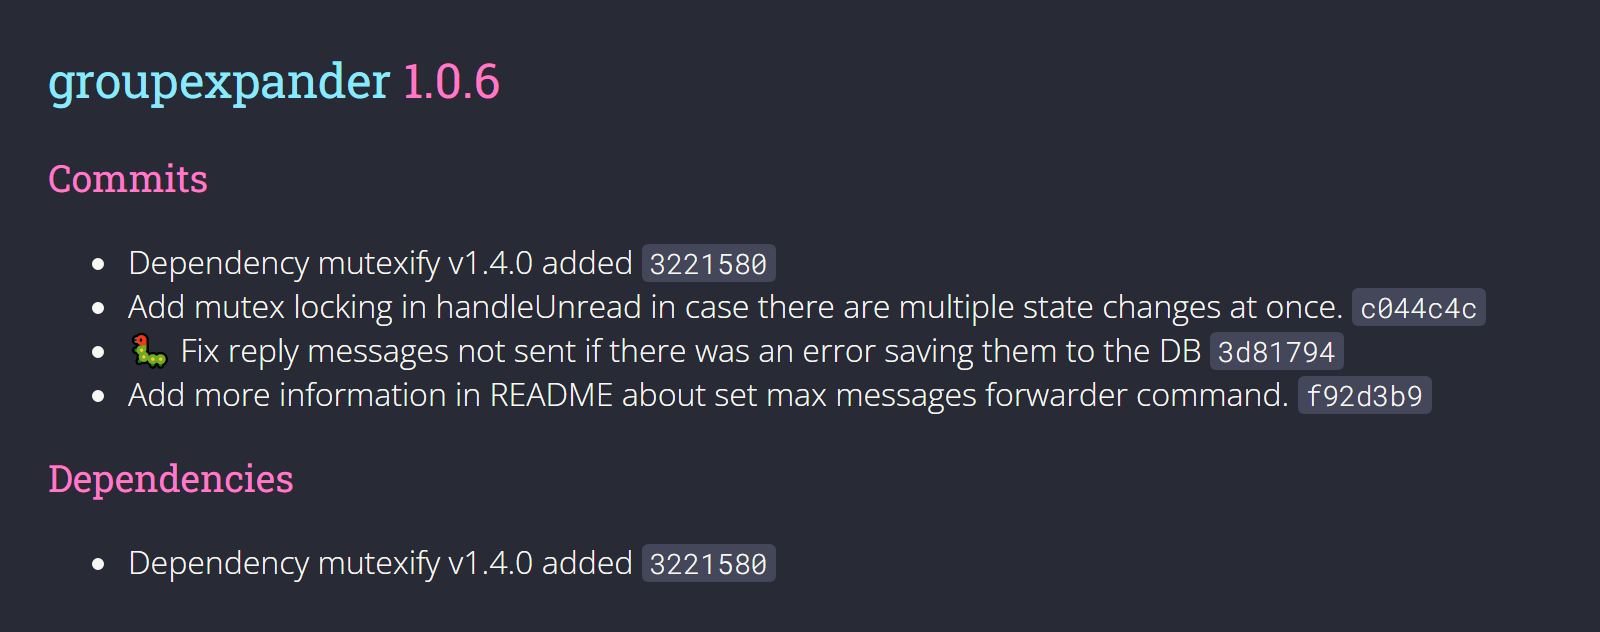 groupexpander 1.0.6
Commits
Dependency mutexify v1.4.0 added 3221580
Add mutex locking in handleUnread in case there are multiple state changes at once. c044c4c
🐛 Fix reply messages not sent if there was an error saving them to the DB 3d81794
Add more information in README about set max messages forwarder command. f92d3b9
Dependencies
Dependency mutexify v1.4.0 added 3221580